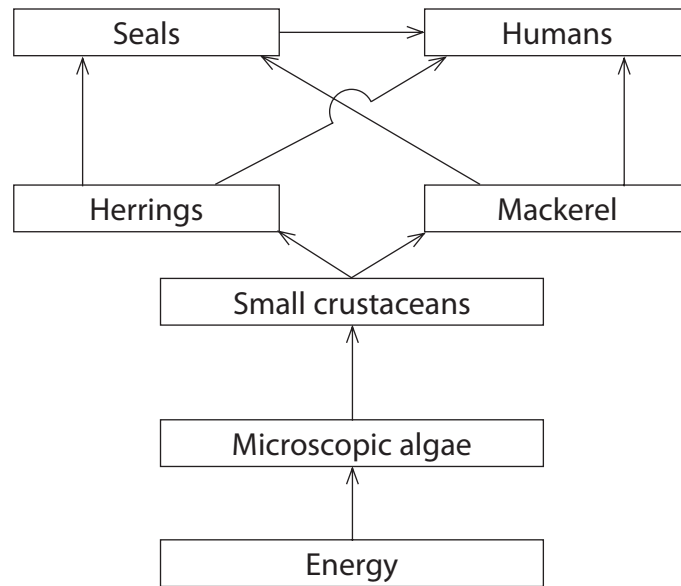 Seals
Humans
Herrings
Mackerel
Small crustaceans
Microscopic algae
Energy